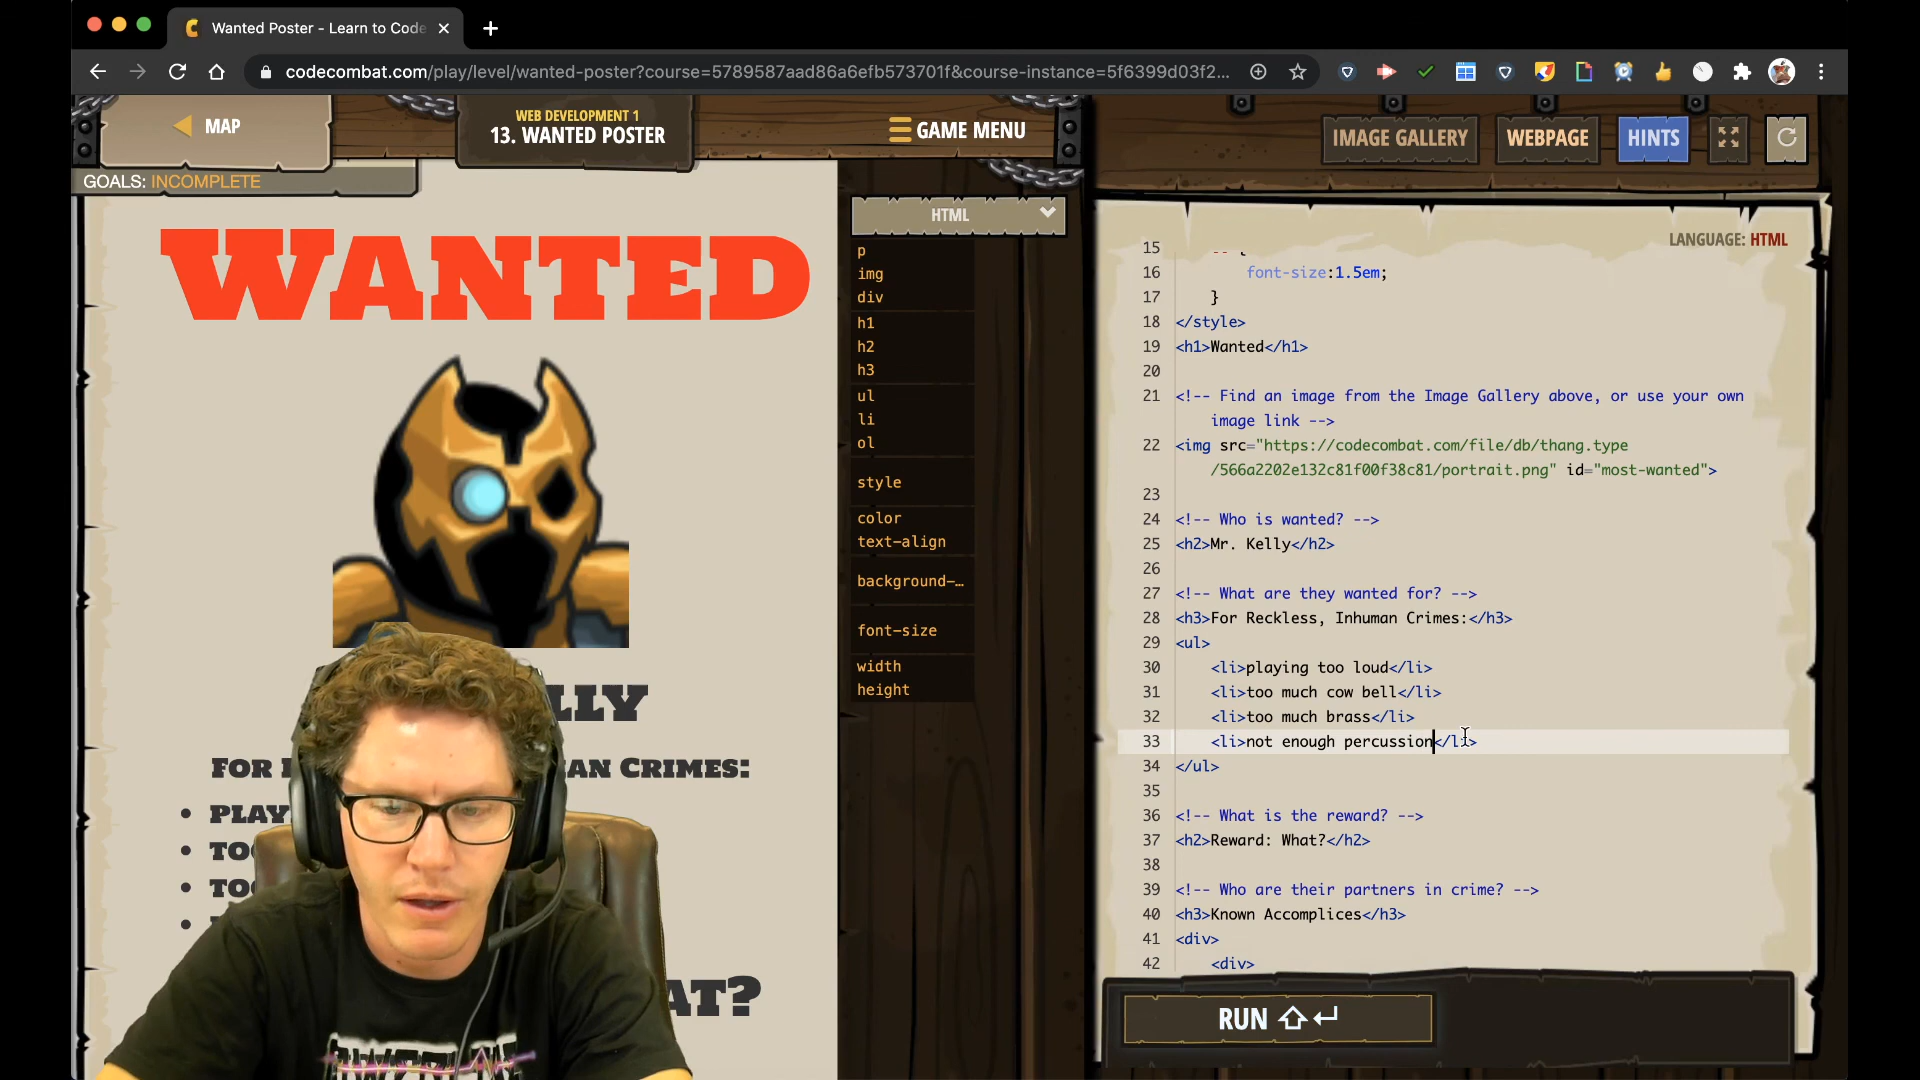 Wanted Poster - Learn to Code
codecombat.com/play/level/wanted-poster?course=5789587aad86a6efb573701f&course-instance=5f6399d03f2...
MAP
WEB DEVELOPMENT 1
13. WANTED POSTER
GAME MENU
IMAGE GALLERY
WEBPAGE
HINTS
GOALS: INCOMPLETE
WANTED
LLY
AN CRIMES:
AT?
HTML
p
img
div
h1
h2
h3
ul
li
ol
style
color
text-align
background-…
font-size
width
height
LANGUAGE: HTML
15
16 font-size:1.5em;
17 }
18 </style>
19 <h1>Wanted</h1>
20
21 <!-- Find an image from the Image Gallery above, or use your own
image link -->
22 <img src="https://codecombat.com/file/db/thang.type
/566a2202e132c81f00f38c81/portrait.png" id="most-wanted">
23
24 <!-- Who is wanted? -->
25 <h2>Mr. Kelly</h2>
26
27 <!-- What are they wanted for? -->
28 <h3>For Reckless, Inhuman Crimes:</h3>
29 <ul>
30 <li>playing too loud</li>
31 <li>too much cow bell</li>
32 <li>too much brass</li>
33 <li>not enough percussion</li>
34 </ul>
35
36 <!-- What is the reward? -->
37 <h2>Reward: What?</h2>
38
39 <!-- Who are their partners in crime? -->
40 <h3>Known Accomplices</h3>
41 <div>
42 <div>
RUN